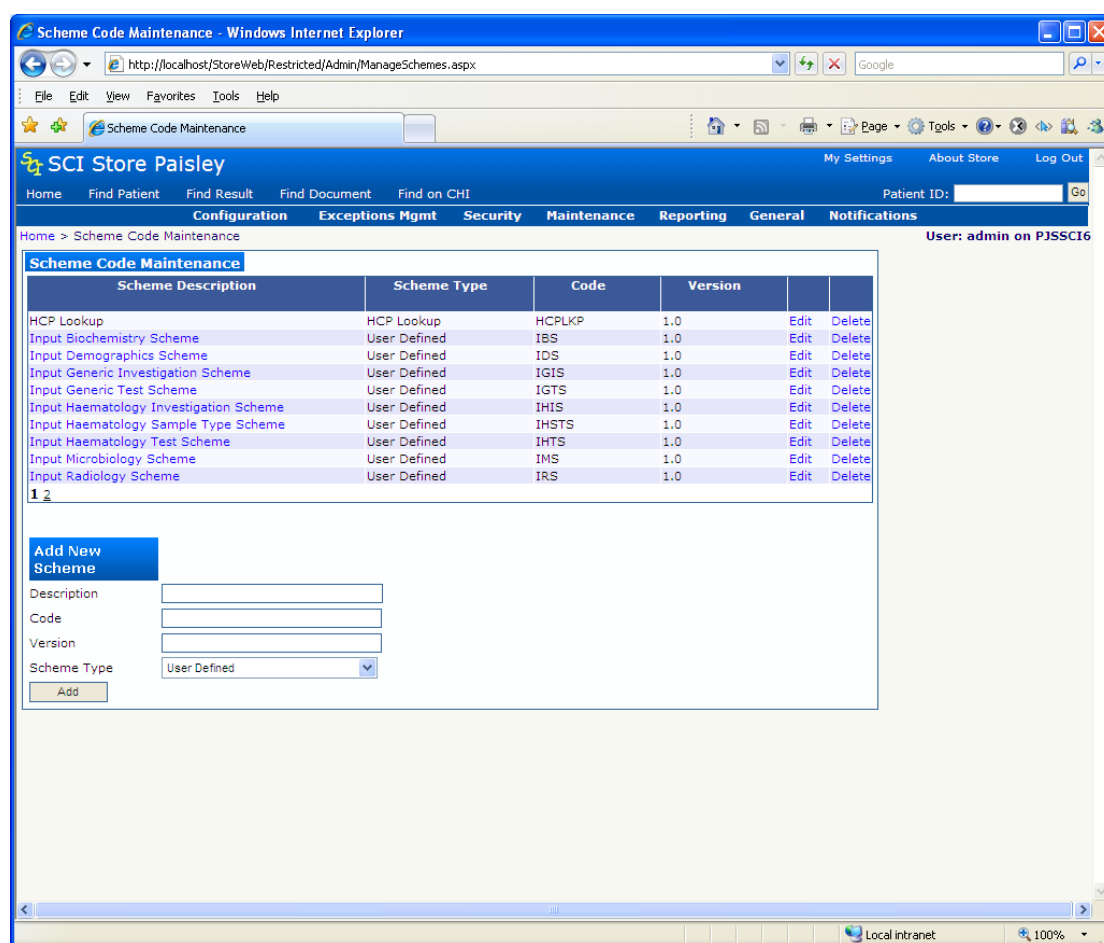 Scheme Code Maintenance - Windows Internet Explorer
http://localhost/StoreWeb/Restricted/Admin/ManageSchemes.aspx Google
File Edit View Favorites Tools Help
Scheme Code Maintenance Page Tools
SCI Store Paisley My Settings About Store Log Out
Home Find Patient Find Result Find Document Find on CHI Patient ID: Go
Configuration Exceptions Mgmt Security Maintenance Reporting General Notifications
Home > Scheme Code Maintenance User: admin on PJSSCI6
Scheme Code Maintenance
Scheme Description Scheme Type Code Version
HCP Lookup HCP Lookup HCPLKP 1.0 Edit Delete
Input Biochemistry Scheme User Defined IBS 1.0 Edit Delete
Input Demographics Scheme User Defined IDS 1.0 Edit Delete
Input Generic Investigation Scheme User Defined IGIS 1.0 Edit Delete
Input Generic Test Scheme User Defined IGTS 1.0 Edit Delete
Input Haematology Investigation Scheme User Defined IHIS 1.0 Edit Delete
Input Haematology Sample Type Scheme User Defined IHSTS 1.0 Edit Delete
Input Haematology Test Scheme User Defined IHTS 1.0 Edit Delete
Input Microbiology Scheme User Defined IMS 1.0 Edit Delete
Input Radiology Scheme User Defined IRS 1.0 Edit Delete
1 2
Add New
Scheme
Description
Code
Version
Scheme Type User Defined
Add
Local intranet 100%